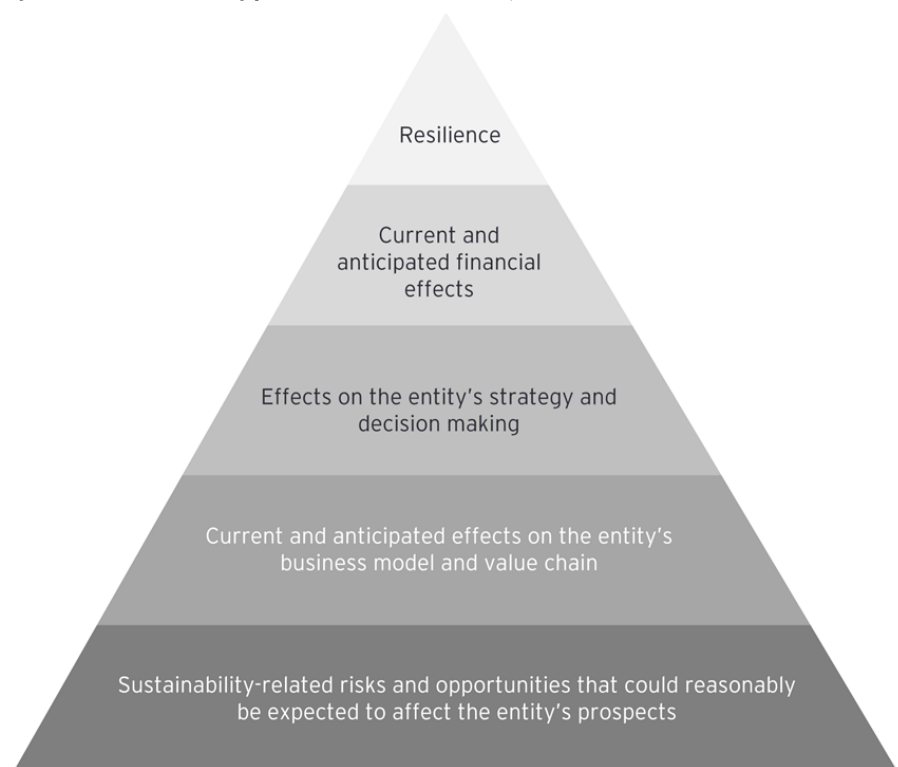 Resilience
Current and
anticipated financial
effects
Effects on the entity's strategy and
decision making
Current and anticipated effects on the entity's
business model and value chain
Sustainability-related risks and opportunities that could reasonably
be expected to affect the entity's prospects